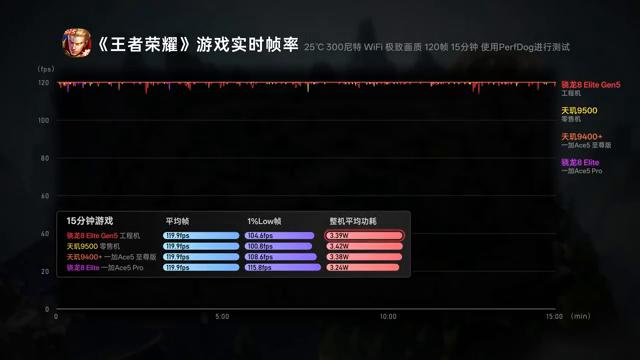 《王者荣耀》游戏实时帧率 25℃ 300尼特 WiFi 极致画质 120帧 15分钟 使用PerfDog进行测试
(fps)
120
100
80
60
40
20
0
0 5:00 10:00 15:00 (min)
骁龙8 Elite Gen5
工程机
天玑9500
零售机
天玑9400+
一加Ace5 至尊版
骁龙8 Elite
一加Ace5 Pro
15分钟游戏 平均帧 1%Low帧 整机平均功耗
骁龙8 Elite Gen5 工程机 119.9fps 104.6fps 3.39W
天玑9500 零售机 119.9fps 100.8fps 3.42W
天玑9400+ 一加Ace5 至尊版 119.9fps 108.6fps 3.38W
骁龙8 Elite 一加Ace5 Pro 119.9fps 115.8fps 3.24W